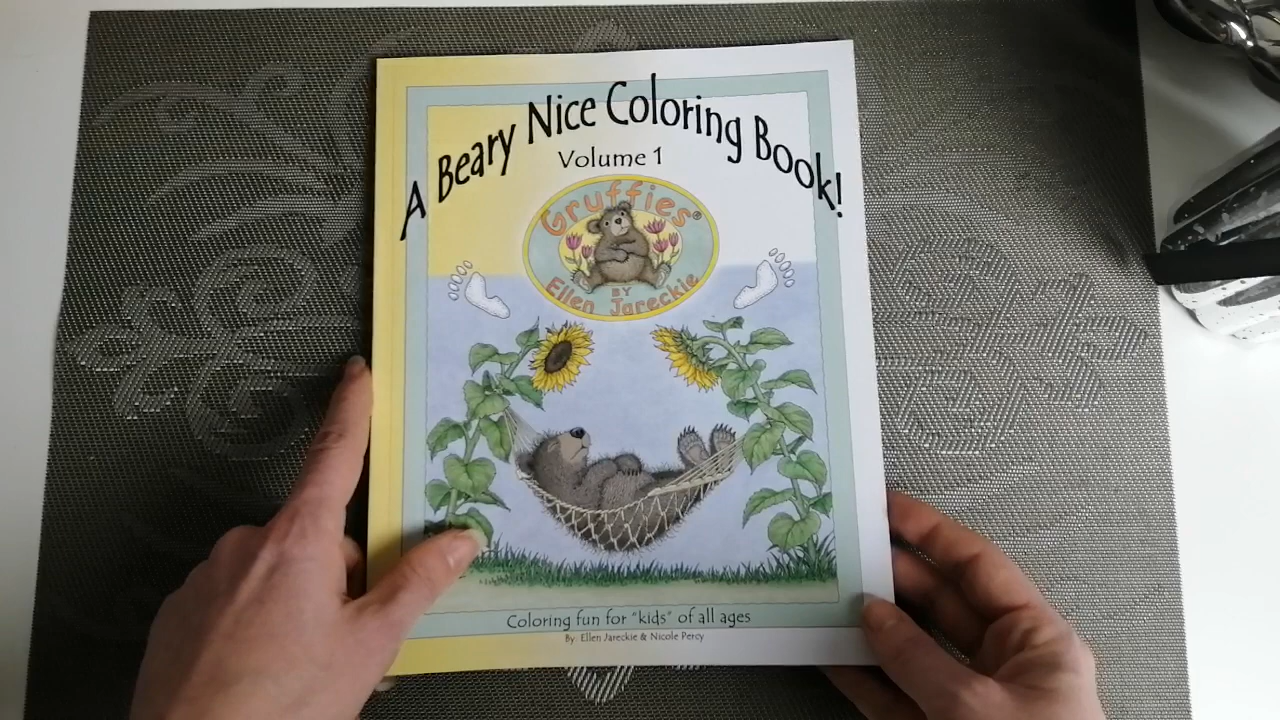 A Beary Nice Coloring Book!
Volume 1
Gruffies®
BY
Ellen Jareckie
Coloring fun for "kids" of all ages
By: Ellen Jareckie & Nicole Percy